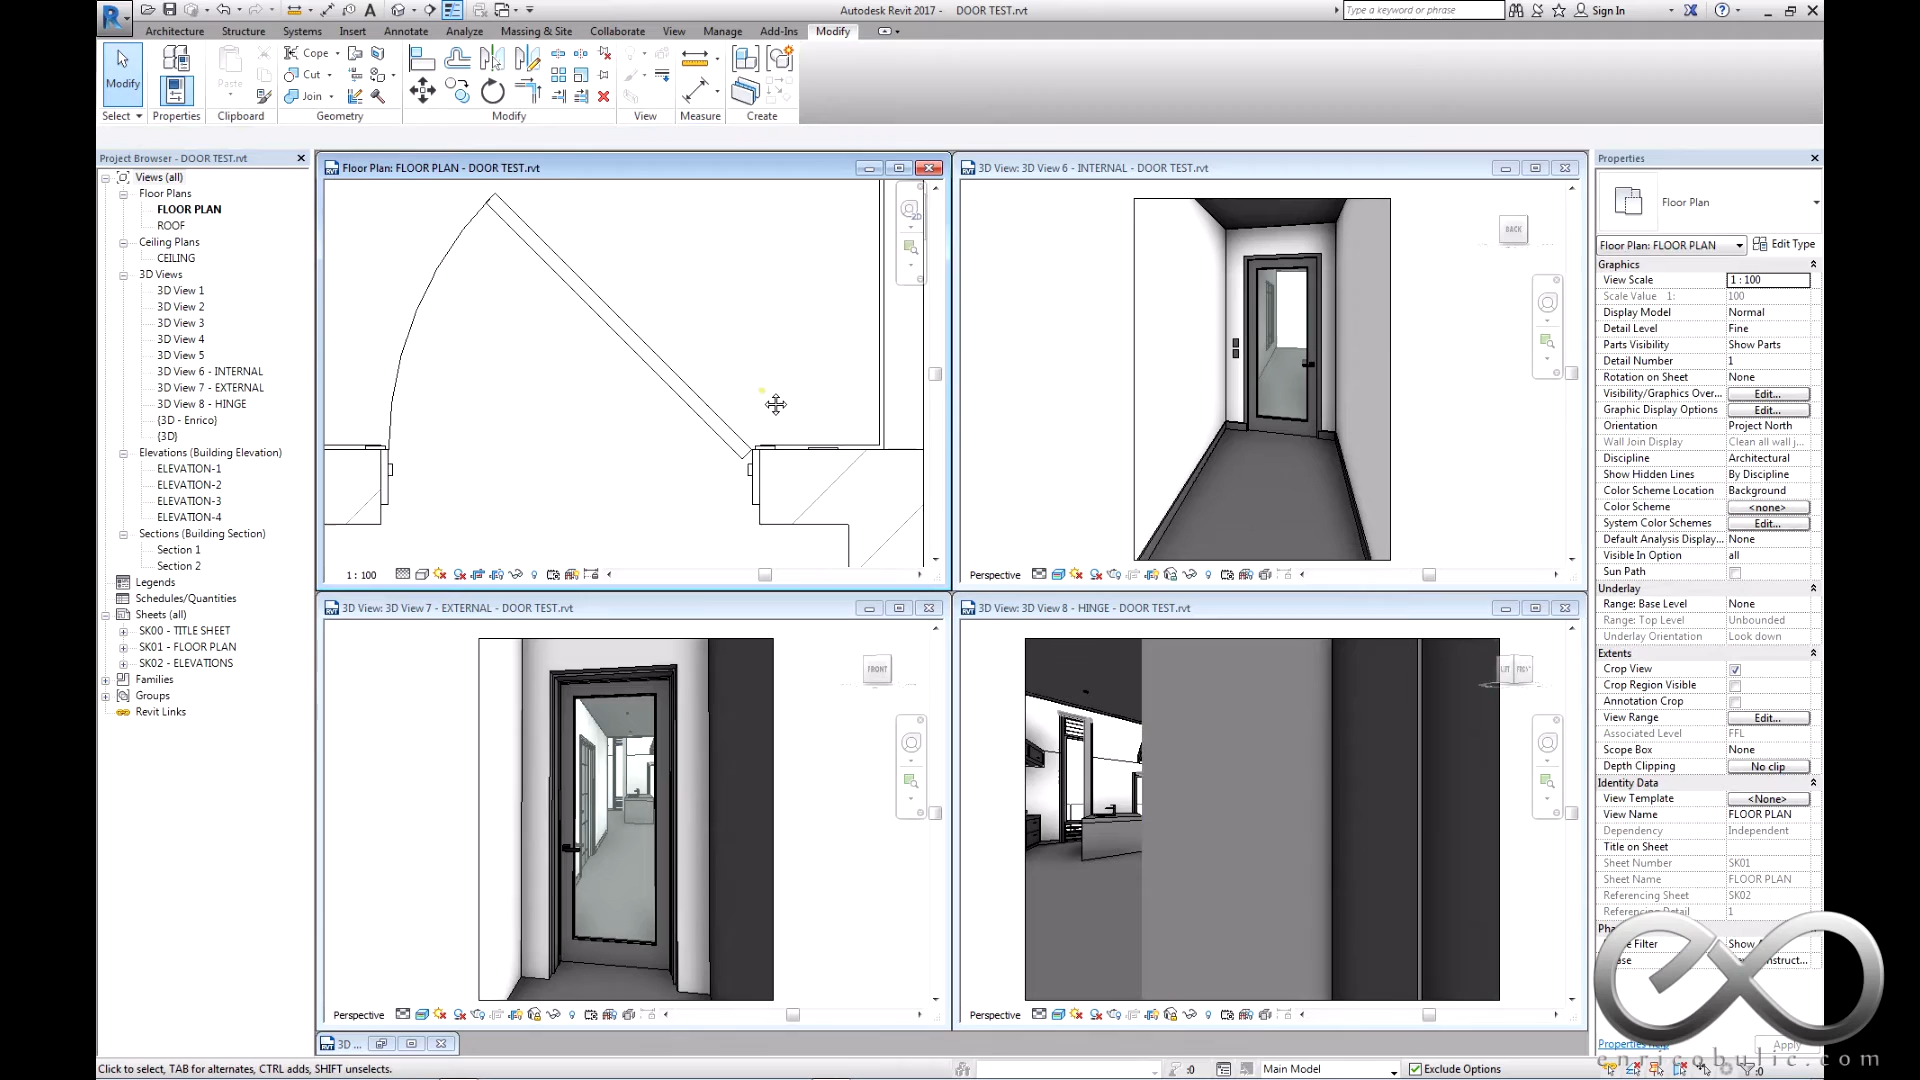 Autodesk Revit 2017 - DOOR TEST.rvt
Type a keyword or phrase
Sign In
Architecture Structure Systems Insert Annotate Analyze Massing & Site Collaborate View Manage Add-Ins Modify
Modify
Paste
Cope
Cut
Join
Select Properties Clipboard Geometry Modify View Measure Create
Project Browser - DOOR TEST.rvt
Views (all)
Floor Plans
FLOOR PLAN
ROOF
Ceiling Plans
CEILING
3D Views
3D View 1
3D View 2
3D View 3
3D View 4
3D View 5
3D View 6 - INTERNAL
3D View 7 - EXTERNAL
3D View 8 - HINGE
{3D - Enrico}
{3D}
Elevations (Building Elevation)
ELEVATION-1
ELEVATION-2
ELEVATION-3
ELEVATION-4
Sections (Building Section)
Section 1
Section 2
Legends
Schedules/Quantities
Sheets (all)
SK00 - TITLE SHEET
SK01 - FLOOR PLAN
SK02 - ELEVATIONS
Families
Groups
Revit Links
Floor Plan: FLOOR PLAN - DOOR TEST.rvt
2D
1 : 100
3D View: 3D View 6 - INTERNAL - DOOR TEST.rvt
BACK
Perspective
3D View: 3D View 7 - EXTERNAL - DOOR TEST.rvt
FRONT
Perspective
3D View: 3D View 8 - HINGE - DOOR TEST.rvt
Perspective
3D ...
Properties
Floor Plan
Floor Plan: FLOOR PLAN Edit Type
Graphics
View Scale 1 : 100
Scale Value 1: 100
Display Model Normal
Detail Level Fine
Parts Visibility Show Parts
Detail Number 1
Rotation on Sheet None
Visibility/Graphics Over... Edit...
Graphic Display Options Edit...
Orientation Project North
Wall Join Display Clean all wall j...
Discipline Architectural
Show Hidden Lines By Discipline
Color Scheme Location Background
Color Scheme <none>
System Color Schemes Edit...
Default Analysis Display... None
Visible In Option all
Sun Path
Underlay
Range: Base Level None
Range: Top Level Unbounded
Underlay Orientation Look down
Extents
Crop View
Crop Region Visible
Annotation Crop
View Range Edit...
Associated Level FFL
Scope Box None
Depth Clipping No clip
Identity Data
View Template <None>
View Name FLOOR PLAN
Dependency Independent
Title on Sheet
Sheet Number SK01
Sheet Name FLOOR PLAN
Referencing Sheet SK02
Referencing Detail 1
Properties help
Apply
enricobulic.com
Click to select, TAB for alternates, CTRL adds, SHIFT unselects.
:0
Main Model
Exclude Options